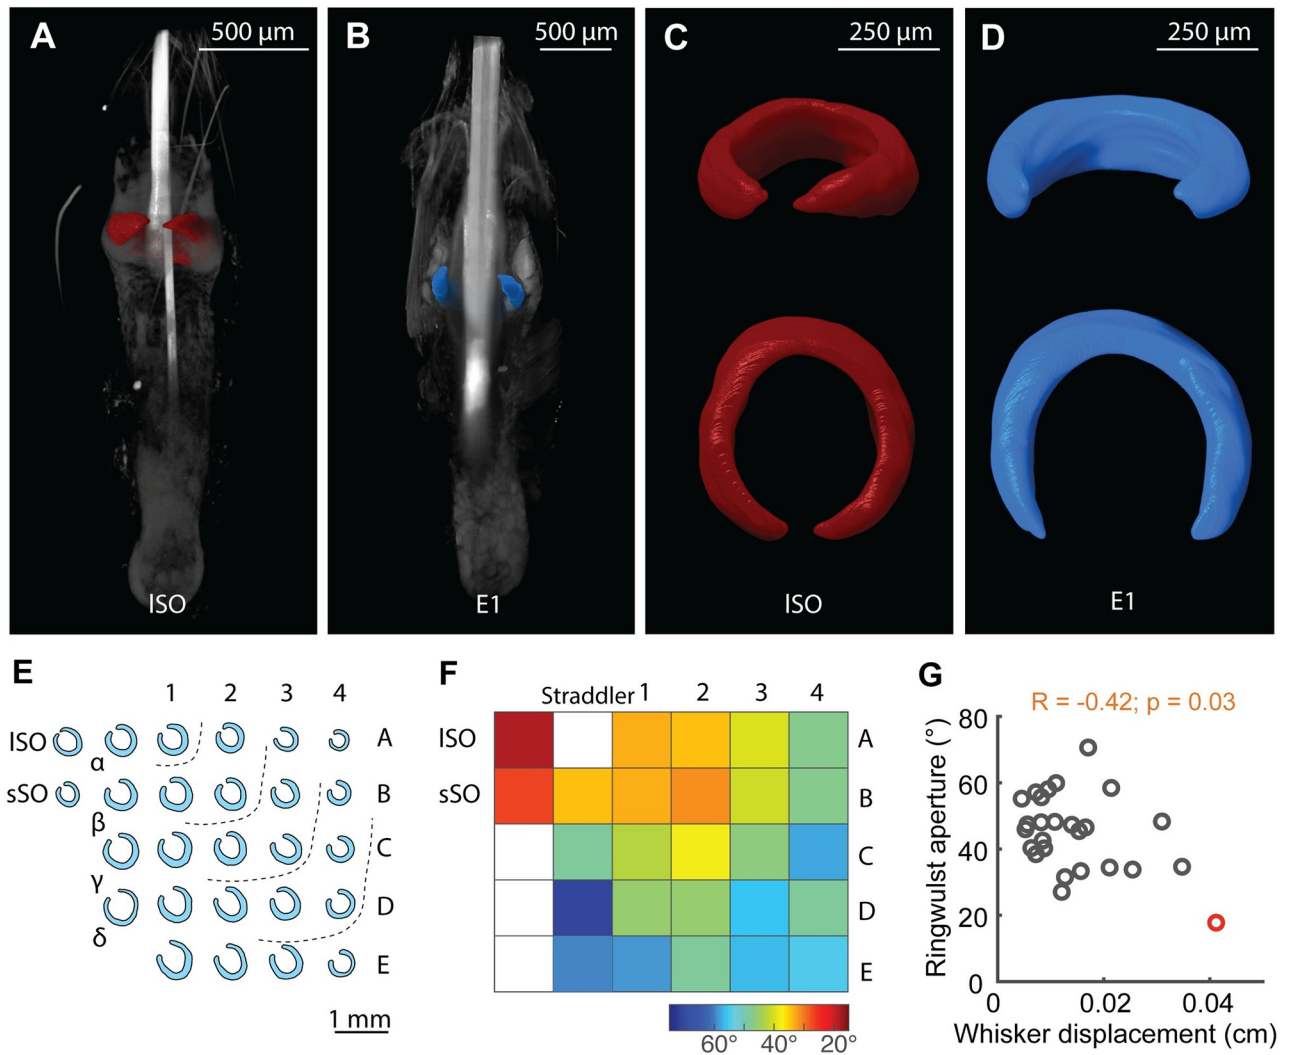 A
500 µm
ISO
B
500 µm
E1
C
250 µm
ISO
D
250 µm
E1
E
1 2 3 4
ISO A
α
sSO B
β
C
γ
D
δ
E
1 mm
F
Straddler 1 2 3 4
ISO A
sSO B
C
D
E
60° 40° 20°
G
R = -0.42; p = 0.03
Ringwulst aperture (°)
80
60
40
20
0
0 0.02 0.04
Whisker displacement (cm)